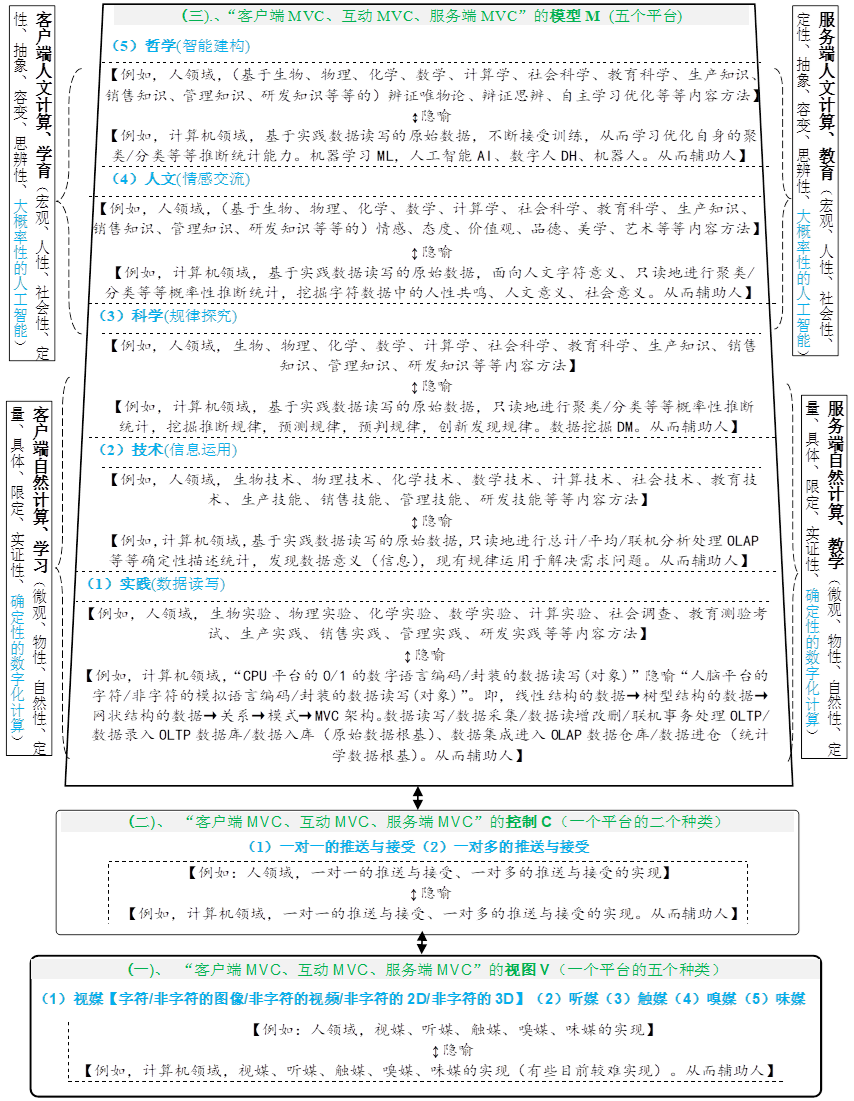 (三).、“客户端 MVC、互动 MVC、服务端 MVC”的模型 M (五个平台)
(5) 哲学(智能建构)
【例如，人领域，(基于生物、物理、化学、数学、计算学、社会科学、教育科学、生产知识、
销售知识、管理知识、研发知识等等的) 辨证唯物论、辩证思辨、自主学习优化等等内容方法】
↕隐喻
【例如，计算机领域，基于实践数据读写的原始数据，不断接受训练，从而学习优化自身的聚
类/分类等等推断统计能力。机器学习 ML，人工智能 AI、数字人 DH、机器人。从而辅助人】
(4) 人文(情感交流)
【例如，人领域，(基于生物、物理、化学、数学、计算学、社会科学、教育科学、生产知识、
销售知识、管理知识、研发知识等等的) 情感、态度、价值观、品德、美学、艺术等等内容方法】
↕隐喻
【例如，计算机领域，基于实践数据读写的原始数据，面向人文字符意义、只读地进行聚类/
分类等等概率性推断统计，挖掘字符数据中的人性共鸣、人文意义、社会意义。从而辅助人】
(3) 科学(规律探究)
【例如，人领域，生物、物理、化学、数学、计算学、社会科学、教育科学、生产知识、销售
知识、管理知识、研发知识等等内容方法】
↕隐喻
【例如，计算机领域，基于实践数据读写的原始数据，只读地进行聚类/分类等等概率性推断
统计，挖掘推断规律，预测规律，预判规律，创新发现规律。数据挖掘 DM。从而辅助人】
(2) 技术(信息运用)
【例如，人领域，生物技术、物理技术、化学技术、数学技术、计算技术、社会技术、教育技
术、生产技能、销售技能、管理技能、研发技能等等内容方法】
↕隐喻
【例如,计算机领域,基于实践数据读写的原始数据,只读地进行总计/平均/联机分析处理 OLAP
等等确定性描述统计，发现数据意义（信息），现有规律运用于解决需求问题。从而辅助人】
(1) 实践(数据读写)
【例如，人领域，生物实验、物理实验、化学实验、数学实验、计算实验、社会调查、教育测验考
试、生产实践、销售实践、管理实践、研发实践等等内容方法】
↕隐喻
【例如，计算机领域，“CPU 平台的 0/1 的数字语言编码/封装的数据读写(对象)”隐喻“人脑平台的
字符/非字符的模拟语言编码/封装的数据读写(对象)”。即，线性结构的数据→树型结构的数据→
网状结构的数据→关系→模式→MVC 架构。数据读写/数据采集/数据读增改删/联机事务处理 OLTP/
数据录入 OLTP 数据库/数据入库（原始数据根基）、数据集成进入 OLAP 数据仓库/数据进仓（统计
学数据根基）。从而辅助人】
客户端人文计算、学育（宏观、人性、社会性、定
性、抽象、容变、思辨性、大概率性的人工智能）
服务端人文计算、教育（宏观、人性、社会性、
定性、抽象、容变、思辨性、大概率性的人工智能）
客户端自然计算、学习（微观、物性、自然性、定
量、具体、限定、实证性、确定性的数字化计算）
服务端自然计算、教学（微观、物性、自然性、定
量、具体、限定、实证性、确定性的数字化计算）
(二)、 “客户端 MVC、互动 MVC、服务端 MVC”的控制 C（一个平台的二个种类）
(1) 一对一的推送与接受 (2) 一对多的推送与接受
【例如：人领域，一对一的推送与接受、一对多的推送与接受的实现】
↕隐喻
【例如，计算机领域，一对一的推送与接受、一对多的推送与接受的实现。从而辅助人】
(一)、 “客户端 MVC、互动 MVC、服务端 MVC”的视图 V（一个平台的五个种类）
(1) 视媒【字符/非字符的图像/非字符的视频/非字符的 2D/非字符的 3D】 (2) 听媒 (3) 触媒 (4) 嗅媒 (5) 味媒
【例如：人领域，视媒、听媒、触媒、嗅媒、味媒的实现】
↕隐喻
【例如，计算机领域，视媒、听媒、触媒、嗅媒、味媒的实现（有些目前较难实现）。从而辅助人】